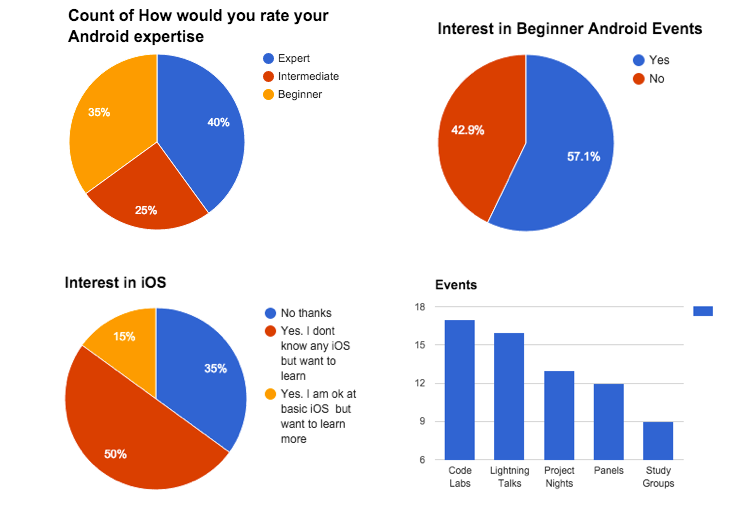 Count of How would you rate your
Android expertise
Expert
Intermediate
Beginner
35%
40%
25%
Interest in Beginner Android Events
Yes
No
42.9%
57.1%
Interest in iOS
No thanks
Yes. I dont
know any iOS
but want to
learn
Yes. I am ok at
basic iOS but
want to learn
more
15%
35%
50%
Events
18
15
12
9
6
Code
Labs
Lightning
Talks
Project
Nights
Panels
Study
Groups